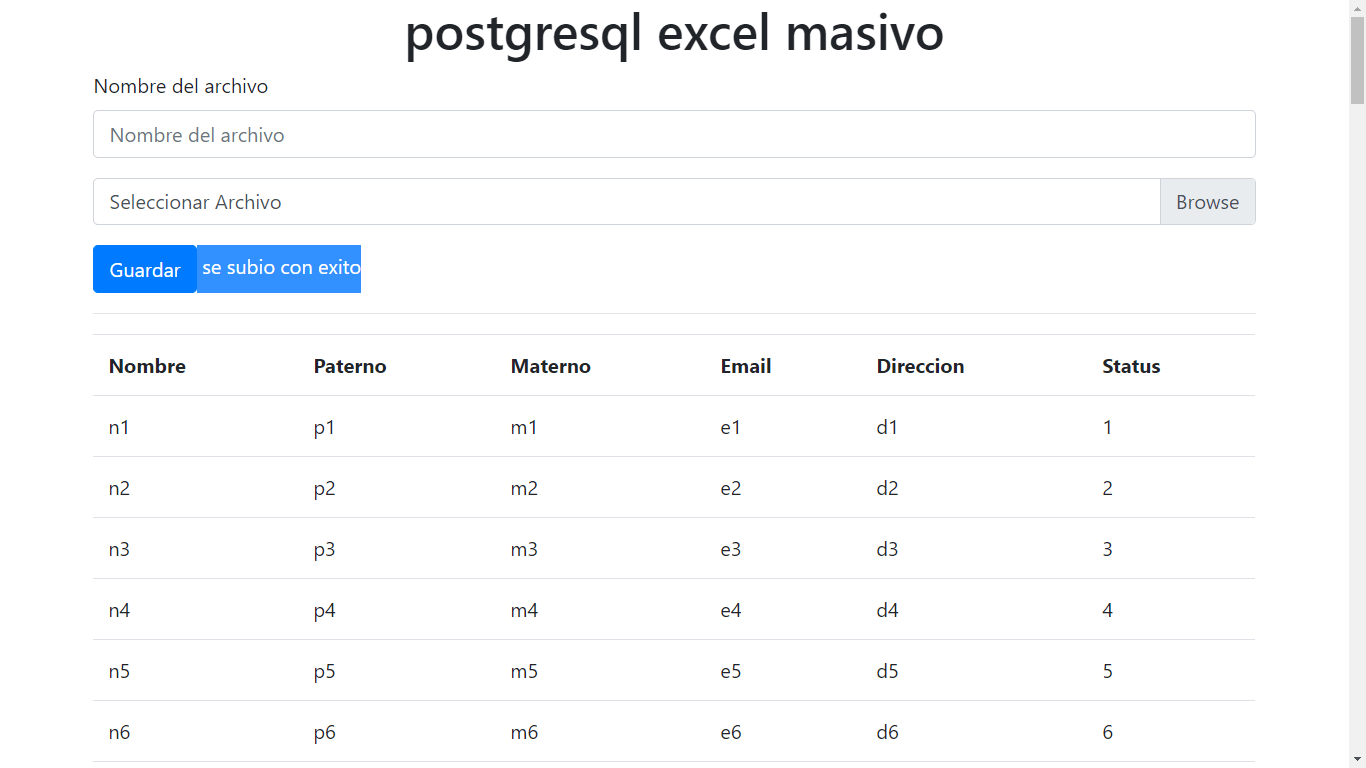 postgresql excel masivo
Nombre del archivo
Nombre del archivo
Seleccionar Archivo Browse
Guardar se subio con exito
Nombre Paterno Materno Email Direccion Status
n1 p1 m1 e1 d1 1
n2 p2 m2 e2 d2 2
n3 p3 m3 e3 d3 3
n4 p4 m4 e4 d4 4
n5 p5 m5 e5 d5 5
n6 p6 m6 e6 d6 6